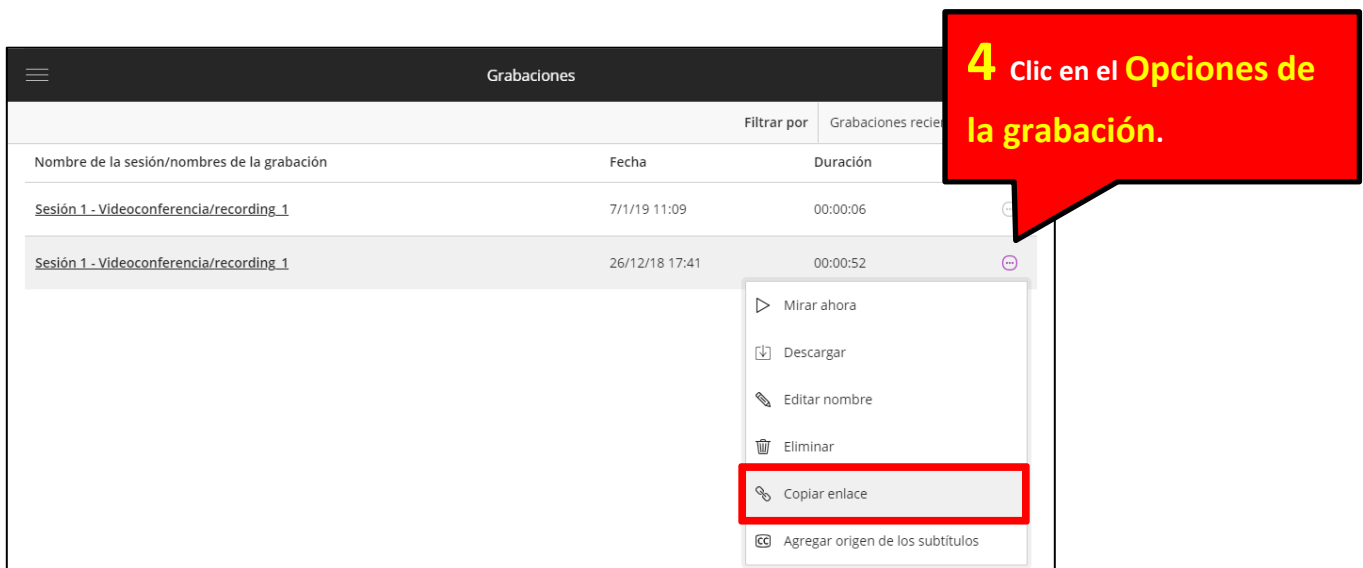 4 Clic en el Opciones de
la grabación.
Grabaciones
Filtrar por Grabaciones
Nombre de la sesión/nombres de la grabación Fecha Duración
Sesión 1 - Videoconferencia/recording_1 7/1/19 11:09 00:00:06
Sesión 1 - Videoconferencia/recording_1 26/12/18 17:41 00:00:52
Mirar ahora
Descargar
Editar nombre
Eliminar
Copiar enlace
CC Agregar origen de los subtítulos